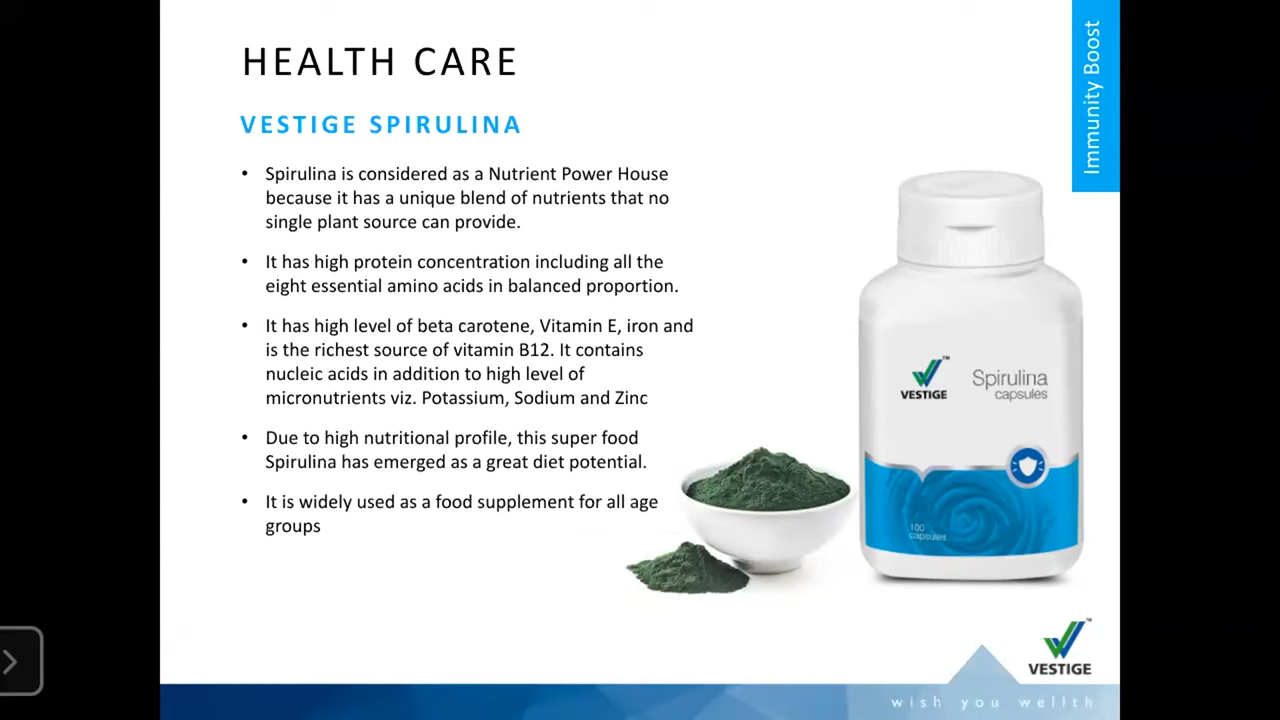 HEALTH CARE
Immunity Boost
VESTIGE SPIRULINA
• Spirulina is considered as a Nutrient Power House
because it has a unique blend of nutrients that no
single plant source can provide.
• It has high protein concentration including all the
eight essential amino acids in balanced proportion.
• It has high level of beta carotene, Vitamin E, iron and
is the richest source of vitamin B12. It contains
nucleic acids in addition to high level of
micronutrients viz. Potassium, Sodium and Zinc
• Due to high nutritional profile, this super food
Spirulina has emerged as a great diet potential.
• It is widely used as a food supplement for all age
groups
TM
VESTIGE
Spirulina
capsules
100
capsules
TM
VESTIGE
wish you wellth